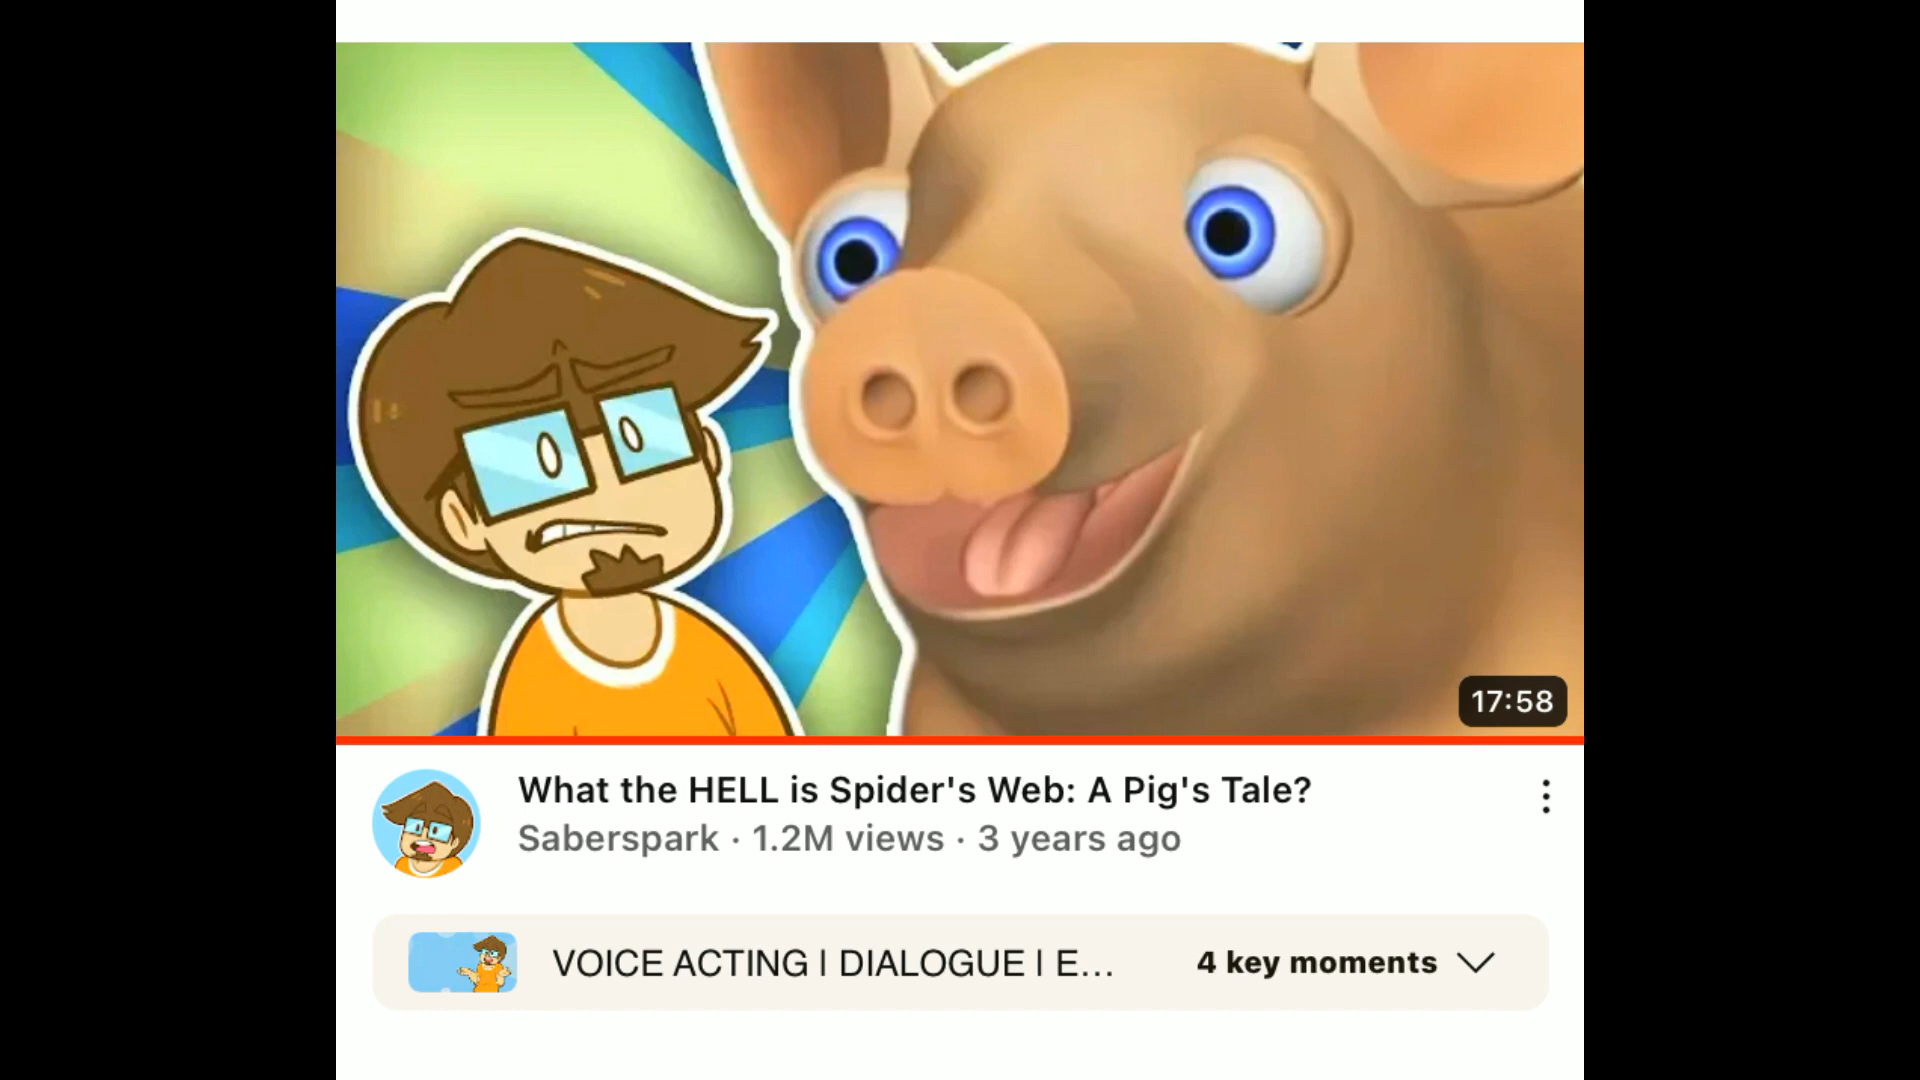 17:58
What the HELL is Spider's Web: A Pig's Tale?
Saberspark · 1.2M views · 3 years ago
VOICE ACTING | DIALOGUE | E... 4 key moments